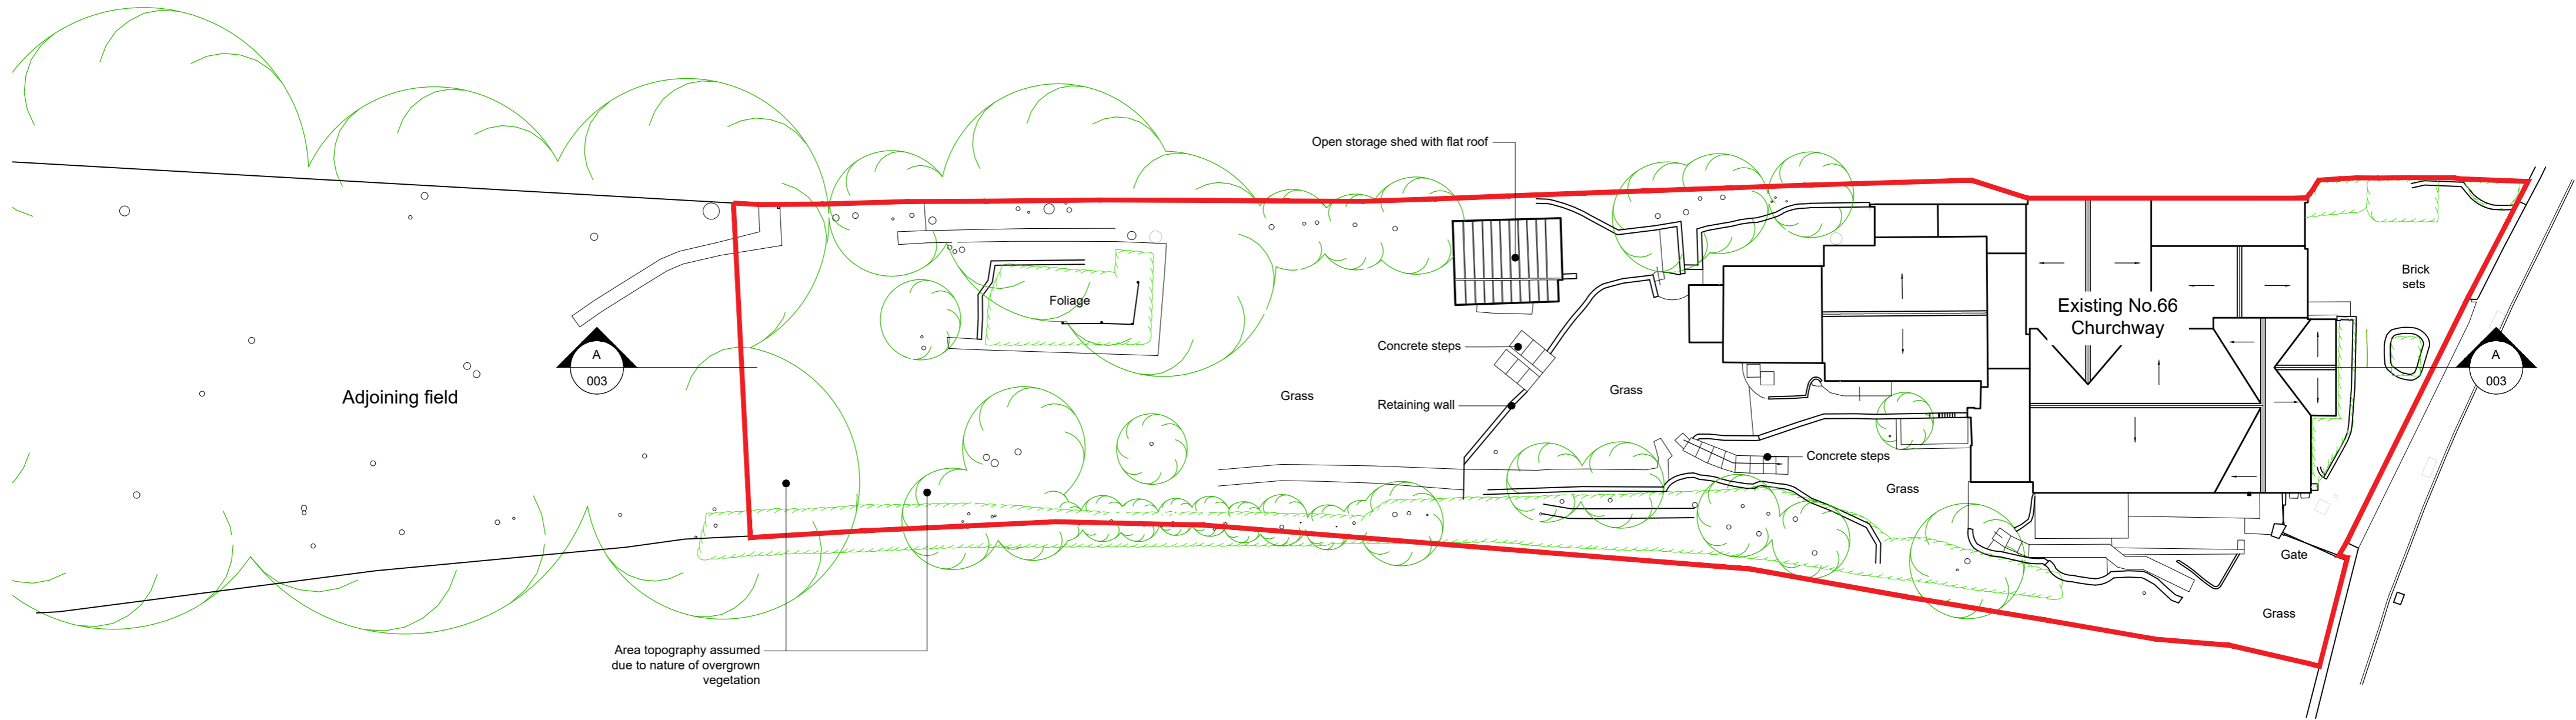 Open storage shed with flat roof
Brick
sets
Foliage
Existing No.66
Churchway
Concrete steps
A
003
A
003
Adjoining field
Grass
Grass
Retaining wall
Concrete steps
Grass
Gate
Grass
Area topography assumed
due to nature of overgrown
vegetation